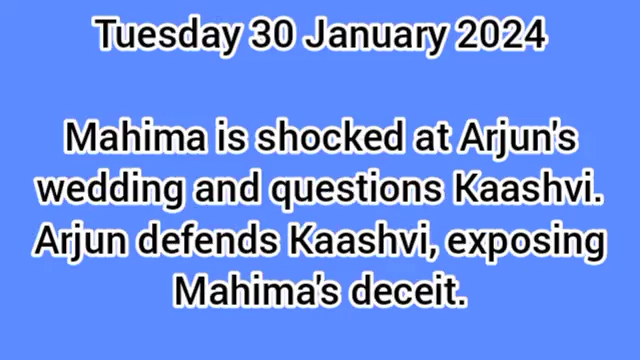 Tuesday 30 January 2024
Mahima is shocked at Arjun's
wedding and questions Kaashvi.
Arjun defends Kaashvi, exposing
Mahima's deceit.